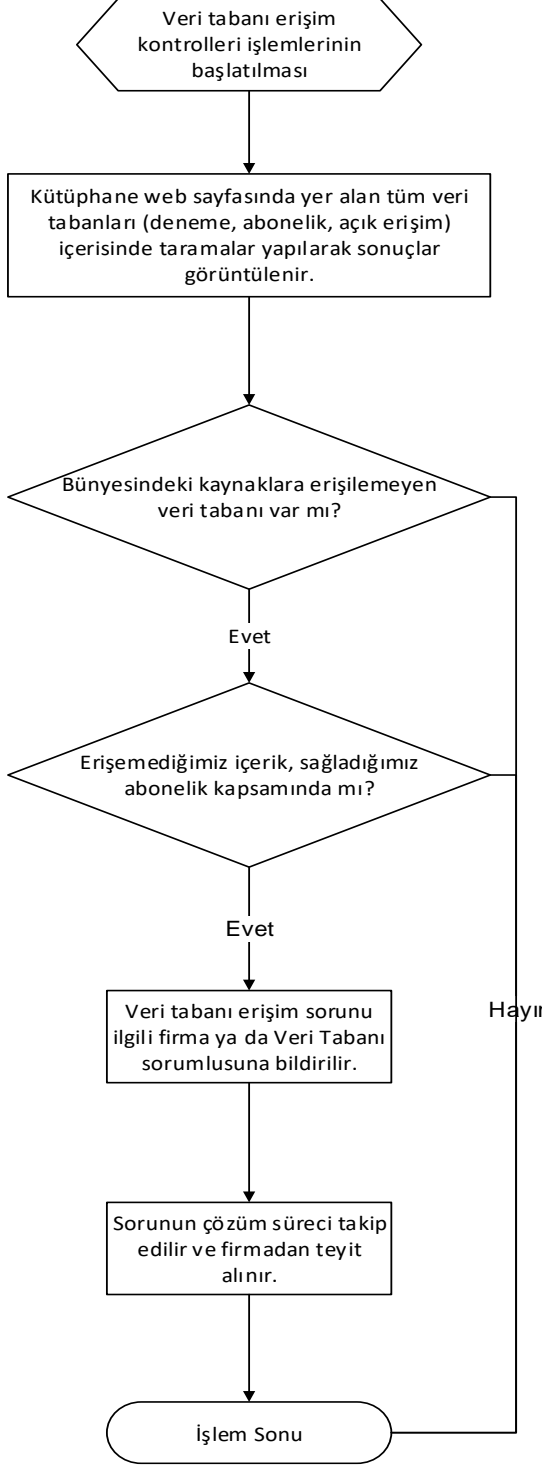 Veri tabanı erişim
kontrolleri işlemlerinin
başlatılması
Kütüphane web sayfasında yer alan tüm veri
tabanları (deneme, abonelik, açık erişim)
içerisinde taramalar yapılarak sonuçlar
görüntülenir.
Bünyesindeki kaynaklara erişilemeyen
veri tabanı var mı?
Evet
Erişemediğimiz içerik, sağladığımız
abonelik kapsamında mı?
Evet
Veri tabanı erişim sorunu
ilgili firma ya da Veri Tabanı
sorumlusuna bildirilir.
Hayır
Sorunun çözüm süreci takip
edilir ve firmadan teyit
alınır.
İşlem Sonu